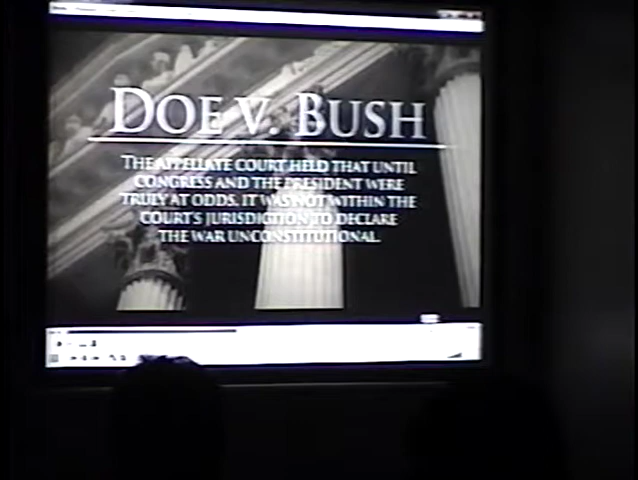 DOE V. BUSH
THE APPELLATE COURT HELD THAT UNTIL
CONGRESS AND THE PRESIDENT WERE
TRULY AT ODDS, IT WAS NOT WITHIN THE
COURT'S JURISDICTION TO DECLARE
THE WAR UNCONSTITUTIONAL.